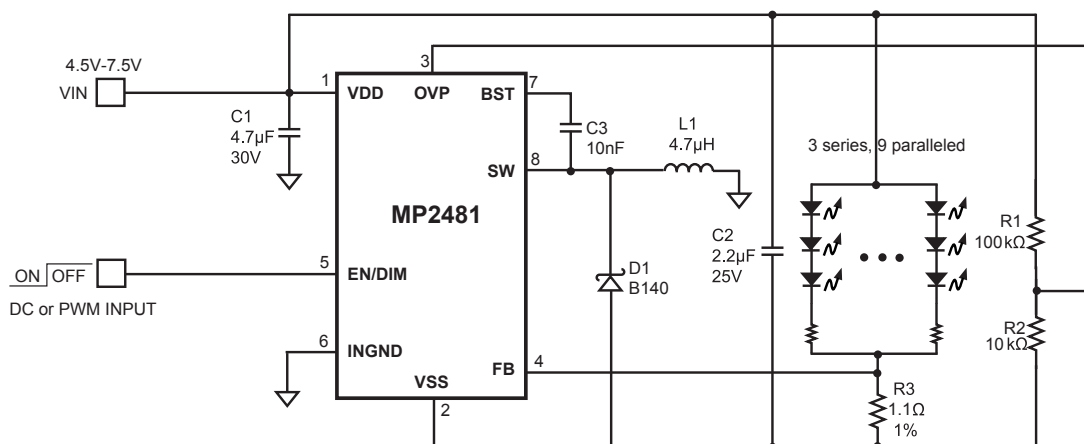 4.5V-7.5V
VIN
1
3
7
VDD
OVP
BST
C1
4.7µF
30V
C3
10nF
L1
4.7µH
8
SW
3 series, 9 paralleled
MP2481
C2
2.2µF
25V
R1
100kΩ
ON OFF
5
EN/DIM
D1
B140
DC or PWM INPUT
R2
10kΩ
6
INGND
FB
4
VSS
2
R3
1.1Ω
1%